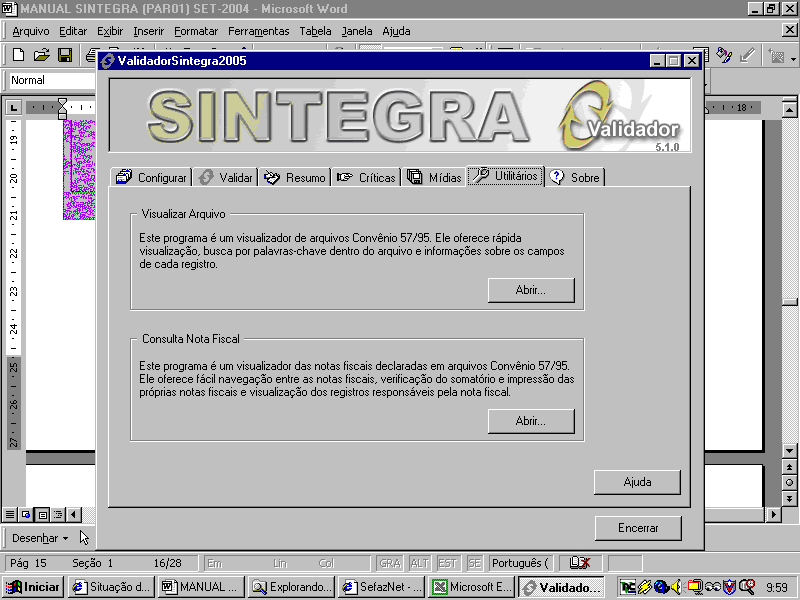 MANUAL SINTEGRA (PAR01) SET-2004 - Microsoft Word
Arquivo Editar Exibir Inserir Formatar Ferramentas Tabela Janela Ajuda
Normal
ValidadorSintegra2005
SINTEGRA
Validador
5.1.0
18
Configurar Validar Resumo Críticas Mídias Utilitários Sobre
Visualizar Arquivo
Este programa é um visualizador de arquivos Convênio 57/95. Ele oferece rápida
visualização, busca por palavras-chave dentro do arquivo e informações sobre os campos
de cada registro.
Abrir...
Consulta Nota Fiscal
Este programa é um visualizador das notas fiscais declaradas em arquivos Convênio 57/95.
Ele oferece fácil navegação entre as notas fiscais, verificação do somatório e impressão das
próprias notas fiscais e visualização dos registros responsáveis pela nota fiscal.
Abrir...
Ajuda
Encerrar
19
20
21
22
23
24
25
26
27
Desenhar
Pág 15 Seção 1 16/28 Em Lin Col GRA ALT EST SE Português (
Iniciar Situação d... MANUAL ... Explorando... SefazNet - ... Microsoft E... Validado... 9:59